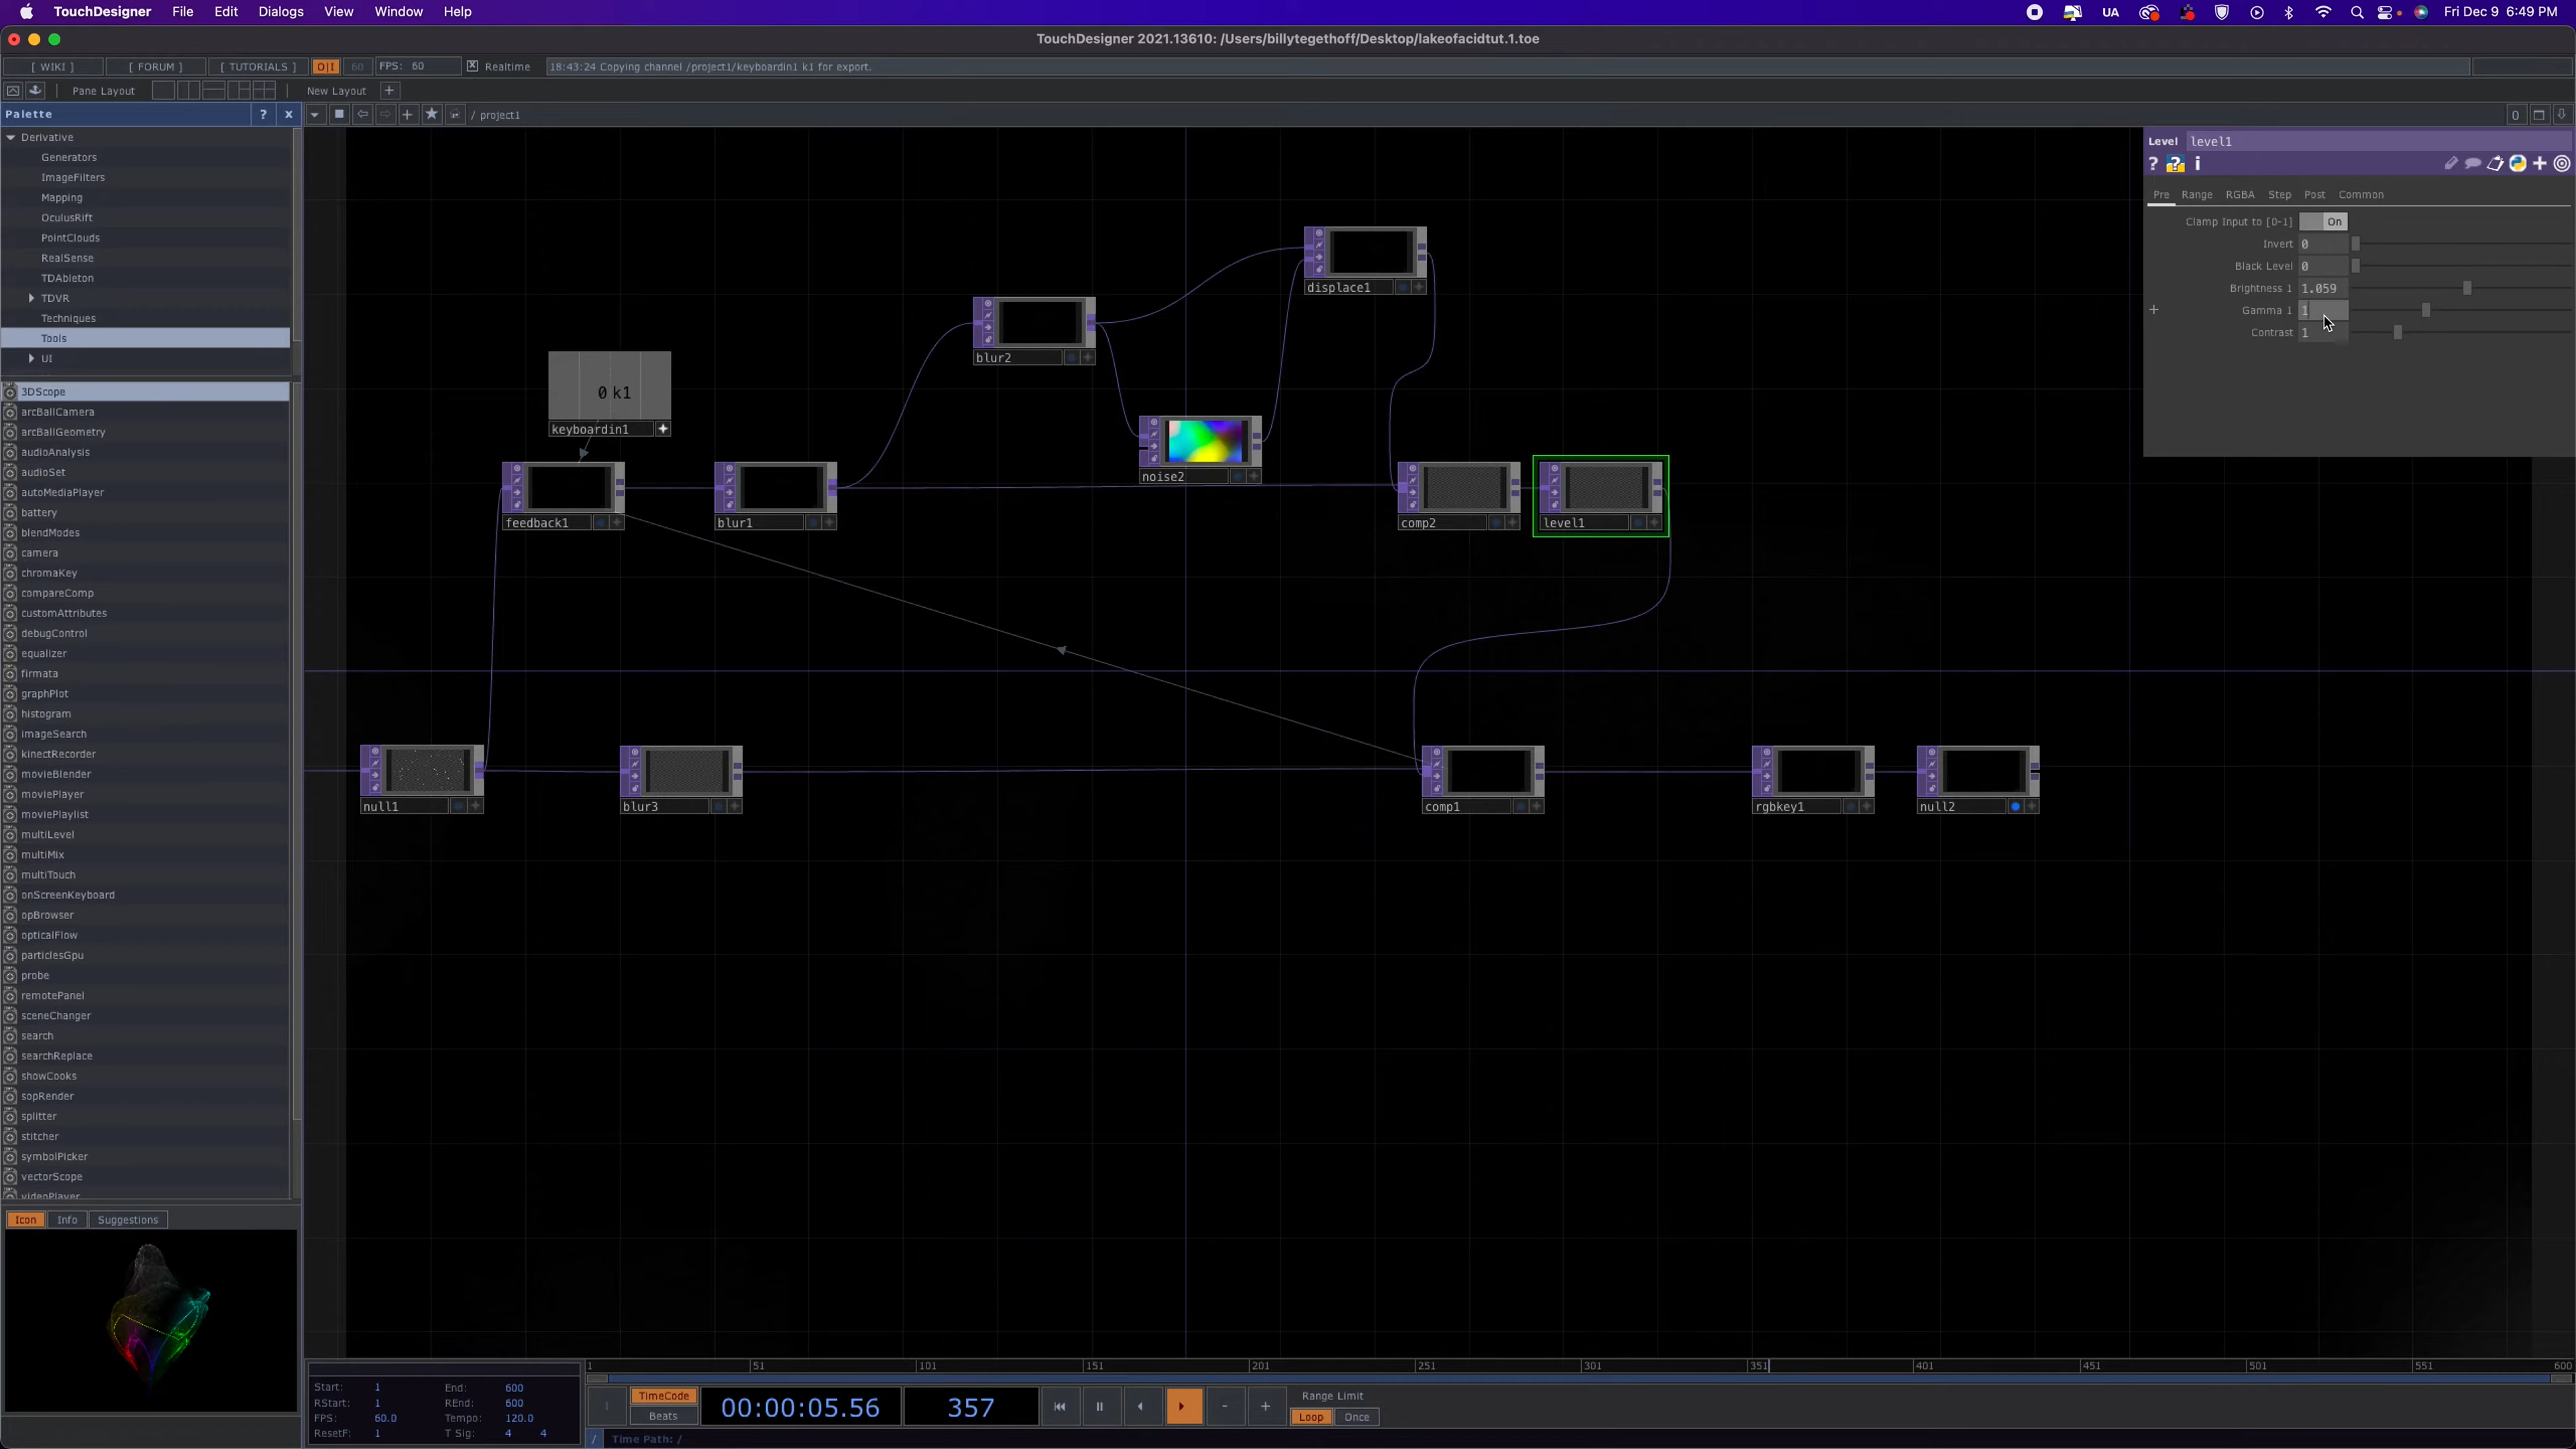 TouchDesigner File Edit Dialogs View Window Help UA Fri Dec 9 6:49 PM
TouchDesigner 2021.13610: /Users/billytegethoff/Desktop/lakeofacidtut.1.toe
[ WIKI ] [ FORUM ] [ TUTORIALS ] O|I 60 FPS: 60 Realtime 18:43:24 Copying channel /project1/keyboardin1 k1 for export.
Pane Layout New Layout +
Palette ? x / project1 0
Derivative
Generators
ImageFilters
Mapping
OculusRift
PointClouds
RealSense
TDAbleton
TDVR
Techniques
Tools
UI
3DScope
arcBallCamera
arcBallGeometry
audioAnalysis
audioSet
autoMediaPlayer
battery
blendModes
camera
chromaKey
compareComp
customAttributes
debugControl
equalizer
firmata
graphPlot
histogram
imageSearch
kinectRecorder
movieBlender
moviePlayer
moviePlaylist
multiLevel
multiMix
multiTouch
onScreenKeyboard
opBrowser
opticalFlow
particlesGpu
probe
remotePanel
sceneChanger
search
searchReplace
showCooks
sopRender
splitter
stitcher
symbolPicker
vectorScope
videoPlayer
Icon Info Suggestions
displace1
blur2
0 k1
keyboardin1
noise2
feedback1
blur1
comp2
level1
null1
blur3
comp1
rgbkey1
null2
Level level1
? ? i
Pre Range RGBA Step Post Common
Clamp Input to [0-1] On
Invert 0
Black Level 0
Brightness 1 1.059
+ Gamma 1 1
Contrast 1
1 51 101 151 201 251 301 351 401 451 501 551 600
Start: 1 End: 600
RStart: 1 REnd: 600
FPS: 60.0 Tempo: 120.0
ResetF: 1 T Sig: 4 4
TimeCode
Beats
00:00:05.56 357
- +
Range Limit
Loop Once
/ Time Path: /